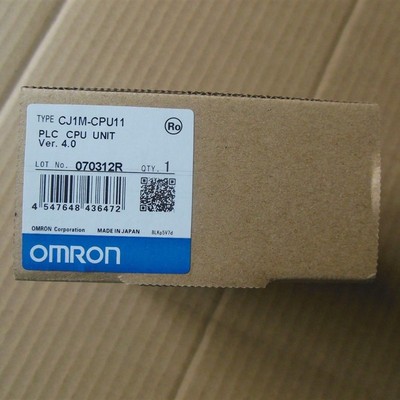 TYPE CJ1M-CPU11
PLC CPU UNIT
Ver. 4.0
Ro
LOT No. 070312R QTY. 1
4 547648 436472
OMRON Corporation MADE IN JAPAN
OMRON